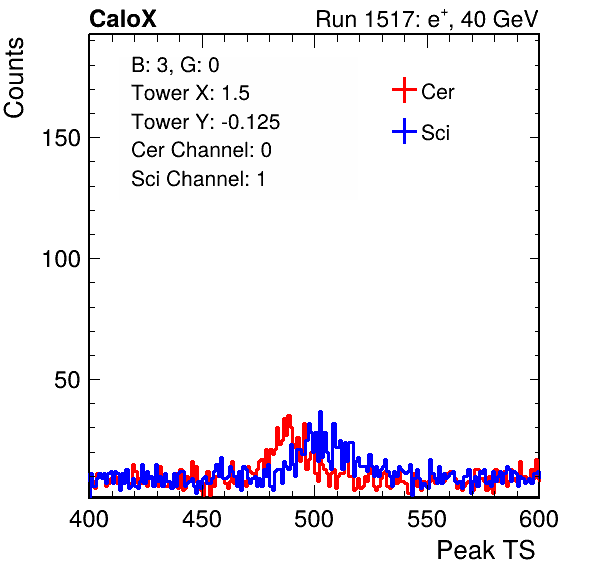 CaloX Run 1517: e+, 40 GeV
Counts
B: 3, G: 0
Tower X: 1.5
Tower Y: -0.125
Cer Channel: 0
Sci Channel: 1
Cer
Sci
150
100
50
400 450 500 550 600
Peak TS